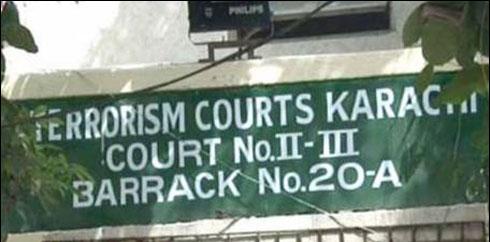 PHILIPS
TERRORISM COURTS KARACHI
COURT No.II-III
BARRACK No.20-A